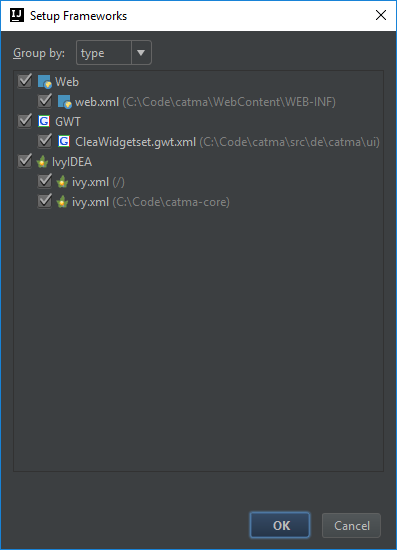 Setup Frameworks
Group by: type
Web
web.xml (C:\Code\catma\WebContent\WEB-INF)
GWT
CleaWidgetset.gwt.xml (C:\Code\catma\src\de\catma\ui)
IvyIDEA
ivy.xml (/)
ivy.xml (C:\Code\catma-core)
OK Cancel